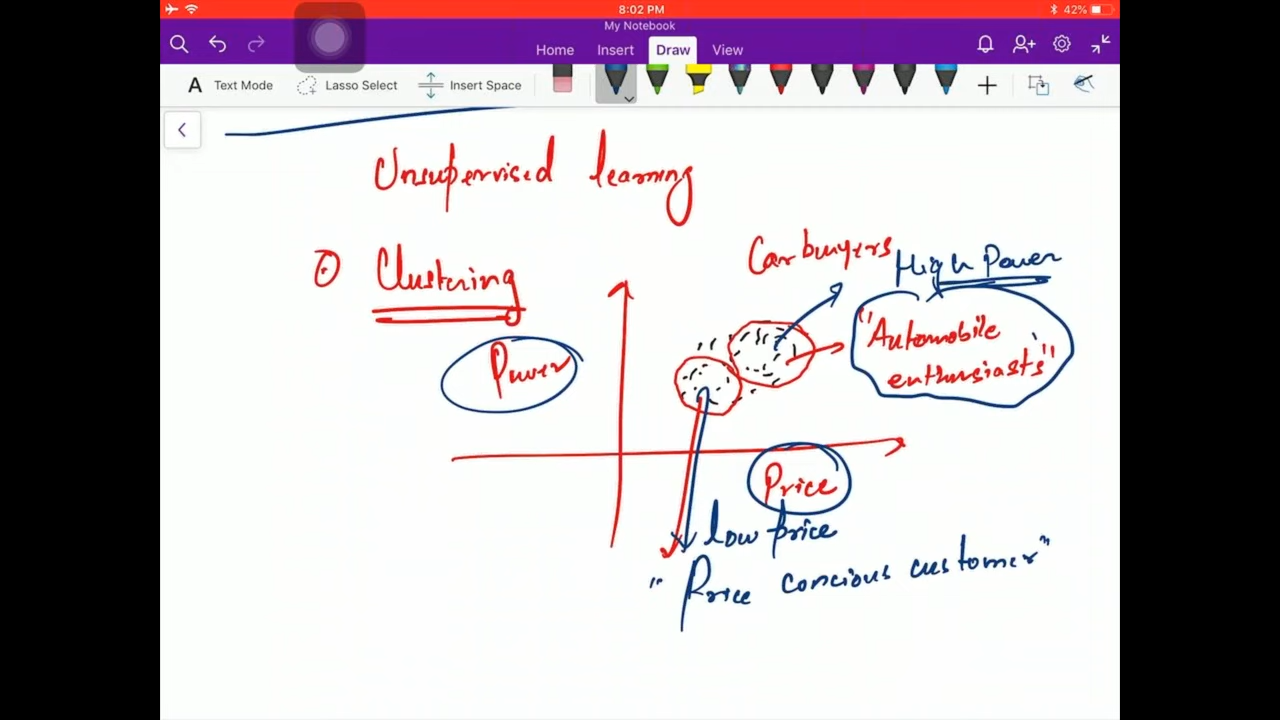 8:02 PM
42%
My Notebook
Home Insert Draw View
Text Mode Lasso Select Insert Space
Unsupervised learning
Clustering
Car buyers
High Power
"Automobile
enthusiasts"
Power
Price
low price
"Price concious customer"